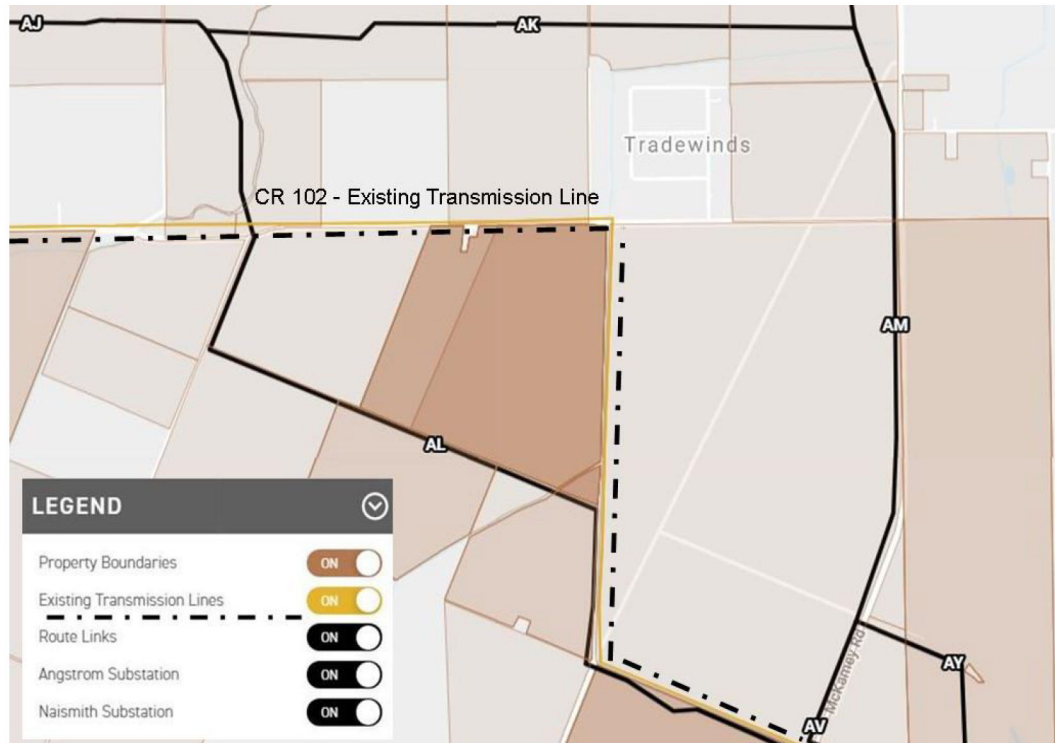 AJ
AK
Tradewinds
CR 102 - Existing Transmission Line
AM
AL
LEGEND
Property Boundaries ON
Existing Transmission Lines ON
Route Links ON
Angstrom Substation ON
Naismith Substation ON
McKamey Rd
AY
AV